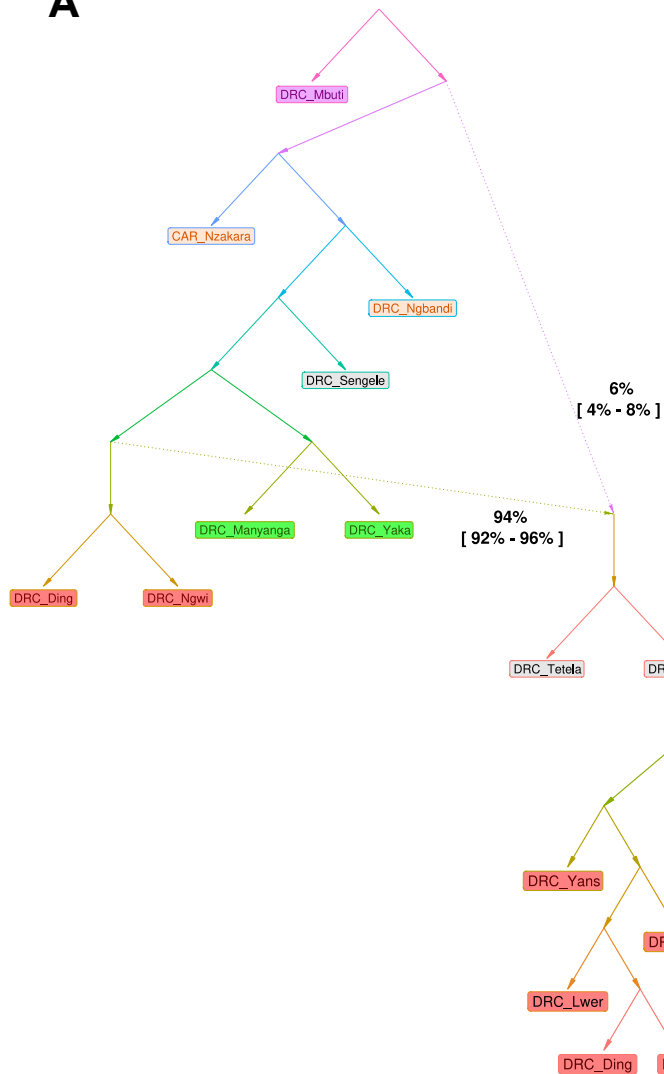 A
DRC_Mbuti
CAR_Nzakara
DRC_Ngbandi
DRC_Sengele
6%
[ 4% - 8% ]
DRC_Manyanga
DRC_Yaka
94%
[ 92% - 96% ]
DRC_Ding
DRC_Ngwi
DRC_Tetela
DRC_Yans
DRC_Lwer
DRC_Ding